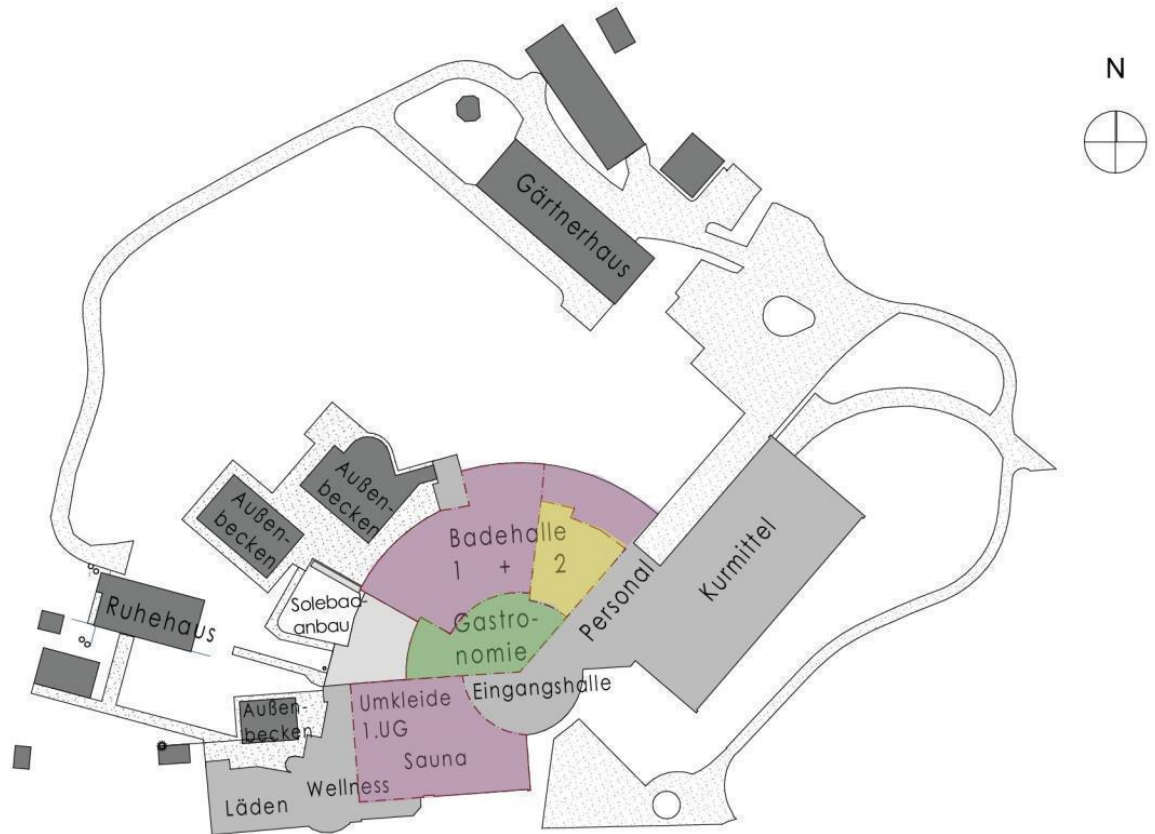 N
Gärtnerhaus
Außen-
becken
Außen-
becken
Badehalle
1 + 2
Solebad-
anbau
Gastro-
nomie
Personal
Kurmittel
Ruhehaus
Eingangshalle
Umkleide
1.UG
Sauna
Außen-
becken
Wellness
Läden